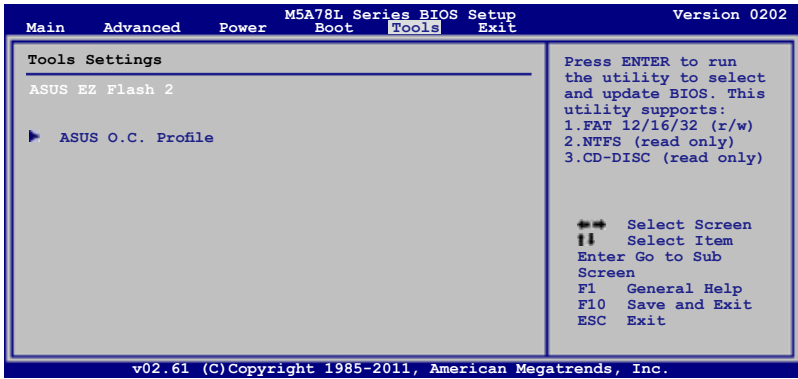 M5A78L Series BIOS Setup
Version 0202
Main Advanced Power Boot Tools Exit
Tools Settings
ASUS EZ Flash 2
ASUS O.C. Profile
Press ENTER to run
the utility to select
and update BIOS. This
utility supports:
1.FAT 12/16/32 (r/w)
2.NTFS (read only)
3.CD-DISC (read only)
Select Screen
Select Item
Enter Go to Sub
Screen
F1 General Help
F10 Save and Exit
ESC Exit
v02.61 (C)Copyright 1985-2011, American Megatrends, Inc.